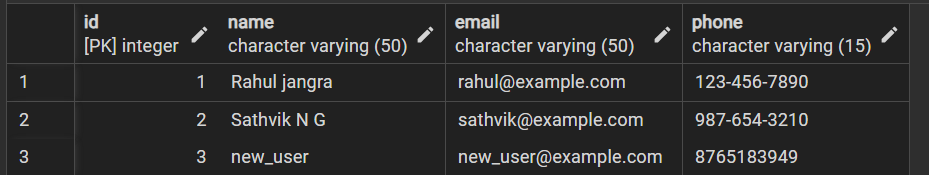 id name email phone
[PK] integer character varying (50) character varying (50) character varying (15)
1 1 Rahul jangra rahul@example.com 123-456-7890
2 2 Sathvik N G sathvik@example.com 987-654-3210
3 3 new_user new_user@example.com 8765183949